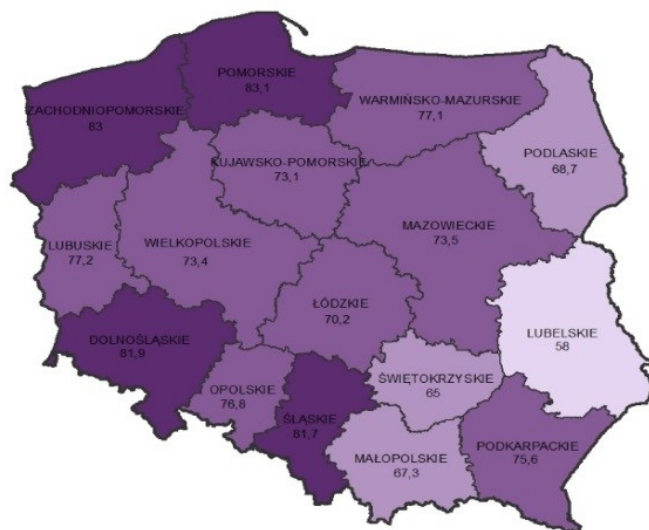 POMORSKIE
83,1
ZACHODNIOPOMORSKIE
83
WARMIŃSKO-MAZURSKIE
77,1
PODLASKIE
68,7
KUJAWSKO-POMORSKIE
73,1
MAZOWIECKIE
73,5
LUBUSKIE
77,2
WIELKOPOLSKIE
73,4
ŁÓDZKIE
70,2
DOLNOŚLĄSKIE
81,9
LUBELSKIE
58
OPOLSKIE
76,8
ŚWIĘTOKRZYSKIE
65
ŚLĄSKIE
81,7
PODKARPACKIE
75,6
MAŁOPOLSKIE
67,3